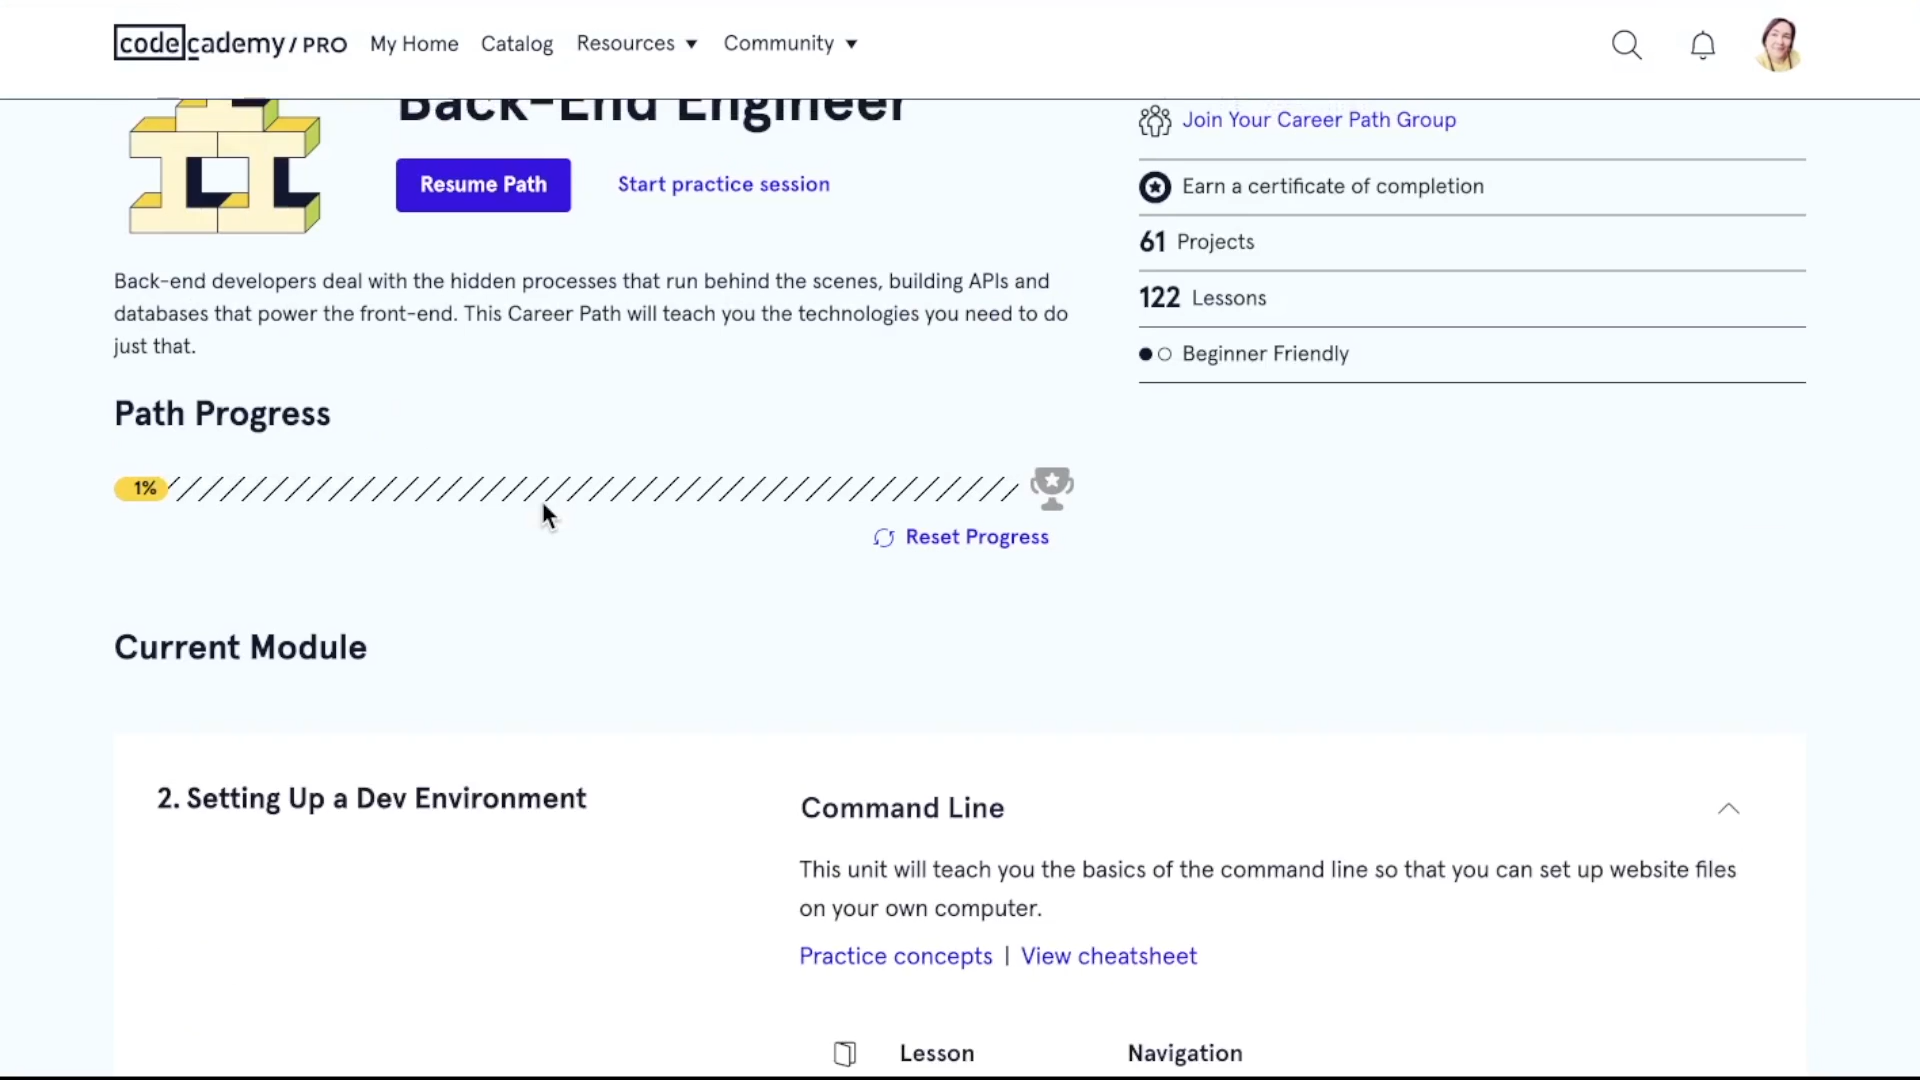 codecademy / PRO My Home Catalog Resources Community
Back-End Engineer
Resume Path Start practice session
Back-end developers deal with the hidden processes that run behind the scenes, building APIs and
databases that power the front-end. This Career Path will teach you the technologies you need to do
just that.
Join Your Career Path Group
Earn a certificate of completion
61 Projects
122 Lessons
Beginner Friendly
Path Progress
1%
Reset Progress
Current Module
2. Setting Up a Dev Environment
Command Line
This unit will teach you the basics of the command line so that you can set up website files
on your own computer.
Practice concepts | View cheatsheet
Lesson Navigation